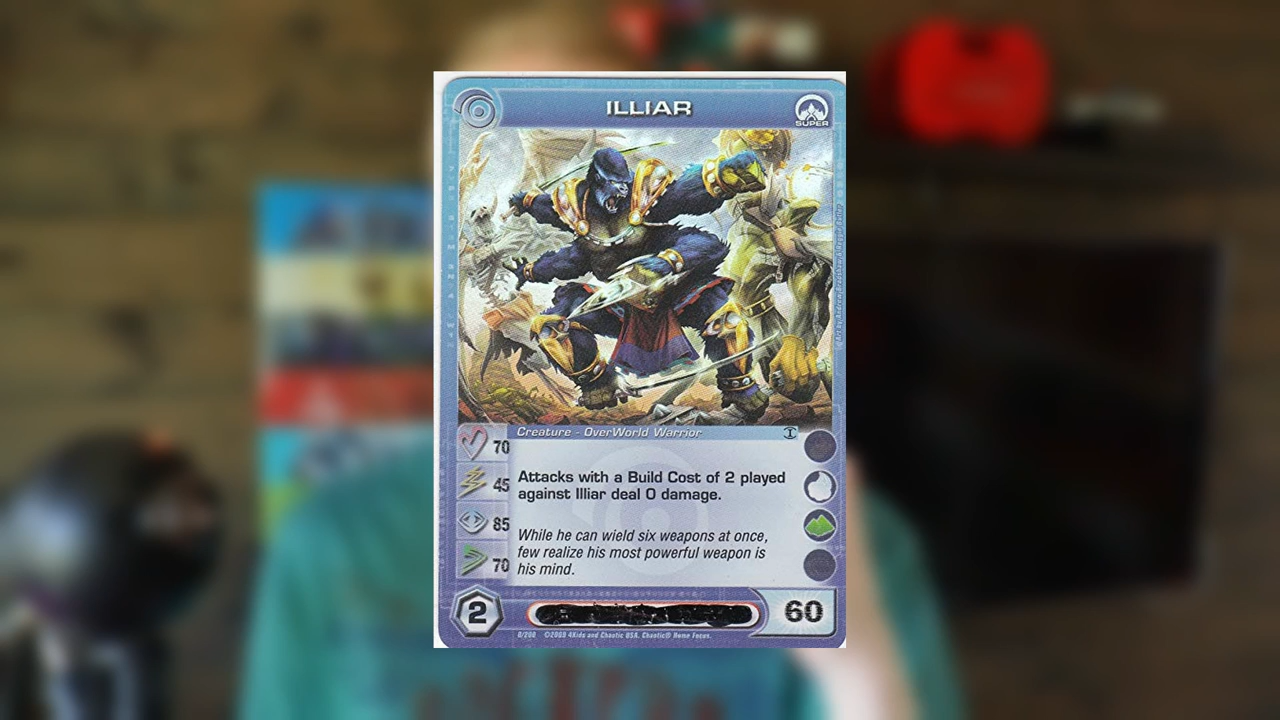 ILLIAR
SUPER
Creature - OverWorld Warrior
70
45
85
70
Attacks with a Build Cost of 2 played
against Illiar deal 0 damage.
While he can wield six weapons at once,
few realize his most powerful weapon is
his mind.
2
60
0/200 ©2008 4Kids and Chaotic USA. Chaotic® Home Focus.